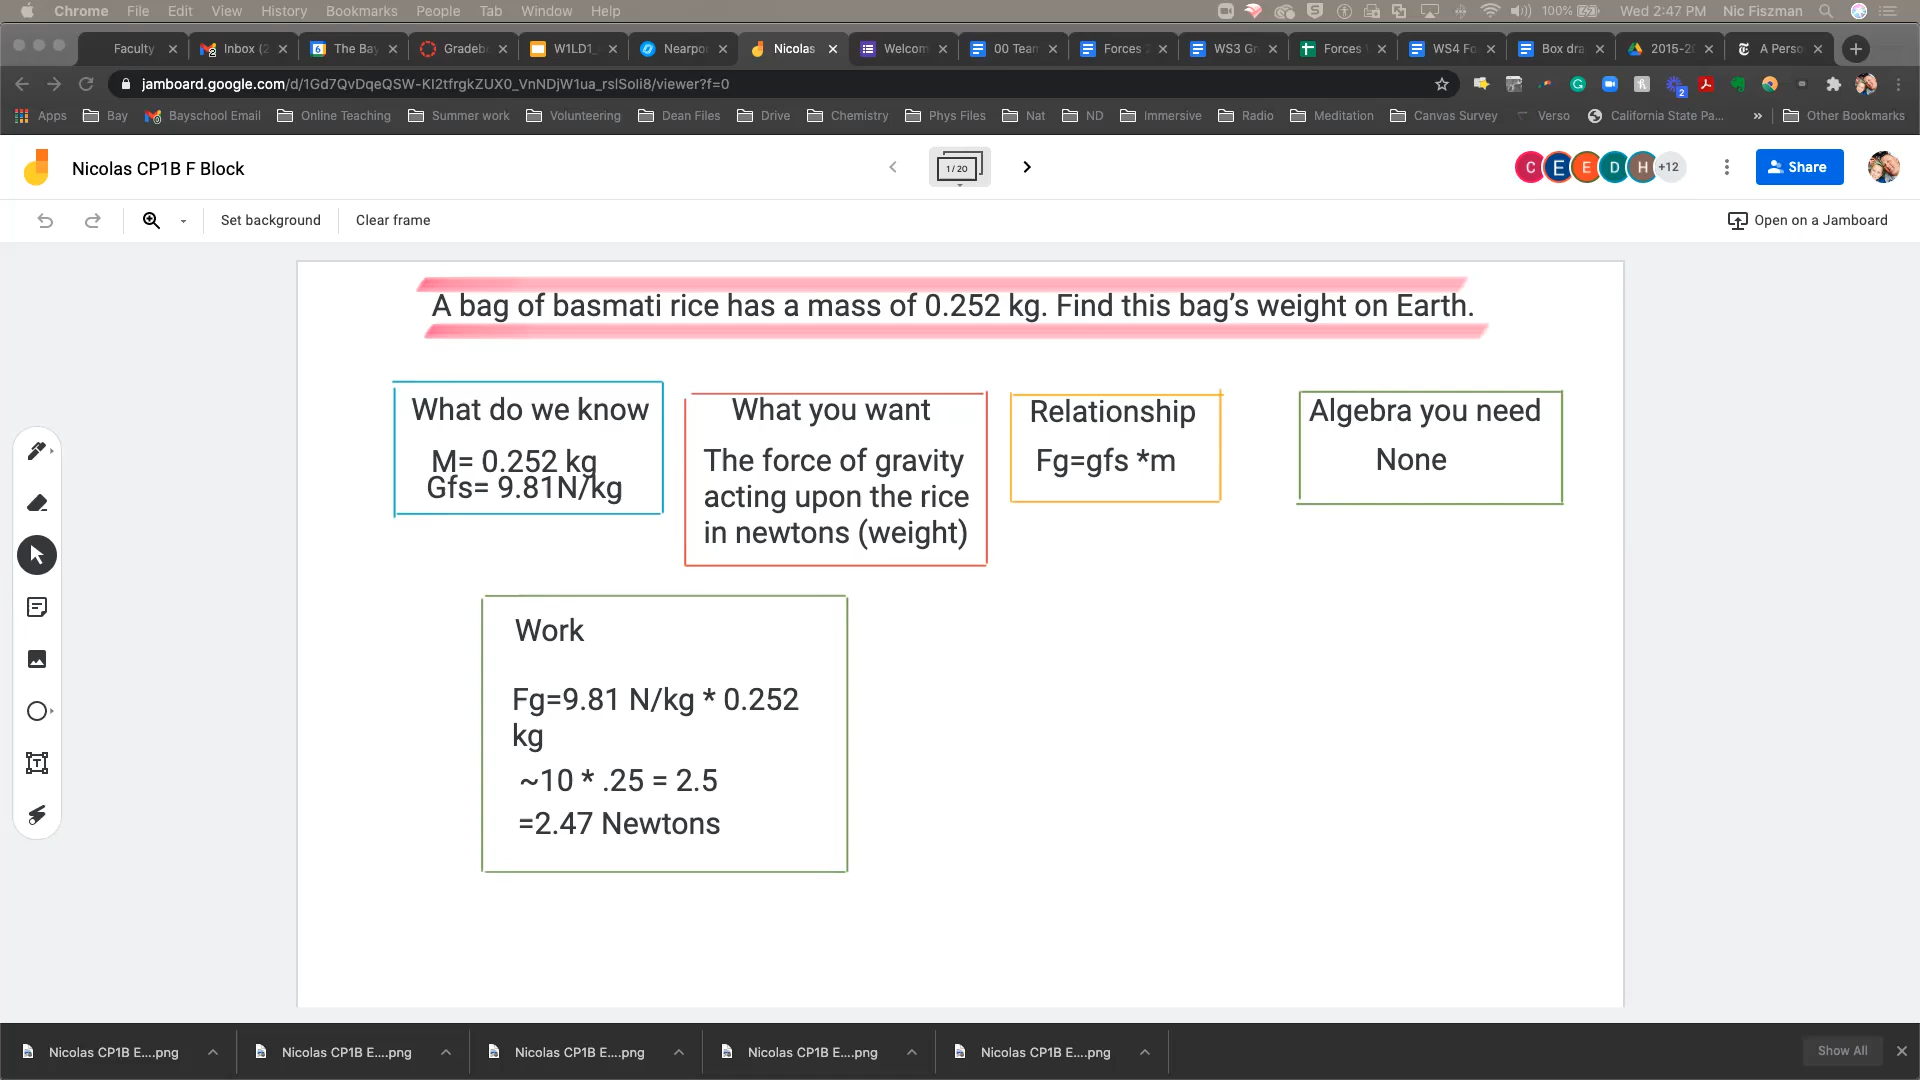 Chrome File Edit View History Bookmarks People Tab Window Help 100% Wed 2:47 PM Nic Fiszman
Faculty Inbox (2 The Bay Gradeb W1LD1_ Nearpo Nicolas Welcom 00 Team Forces 2 WS3 Gr Forces WS4 Fo Box dra 2015-20 A Perso
jamboard.google.com/d/1Gd7QvDqeQSW-KI2tfrgkZUX0_VnNDjW1ua_rslSoli8/viewer?f=0
Apps Bay Bayschool Email Online Teaching Summer work Volunteering Dean Files Drive Chemistry Phys Files Nat ND Immersive Radio Meditation Canvas Survey Verso California State Pa... » Other Bookmarks
Nicolas CP1B F Block 1/20 C E E D H +12 Share
Set background Clear frame Open on a Jamboard
A bag of basmati rice has a mass of 0.252 kg. Find this bag’s weight on Earth.
What do we know
M= 0.252 kg
Gfs= 9.81N/kg
What you want
The force of gravity
acting upon the rice
in newtons (weight)
Relationship
Fg=gfs *m
Algebra you need
None
Work
Fg=9.81 N/kg * 0.252
kg
~10 * .25 = 2.5
=2.47 Newtons
Nicolas CP1B E....png Nicolas CP1B E....png Nicolas CP1B E....png Nicolas CP1B E....png Nicolas CP1B E....png Show All